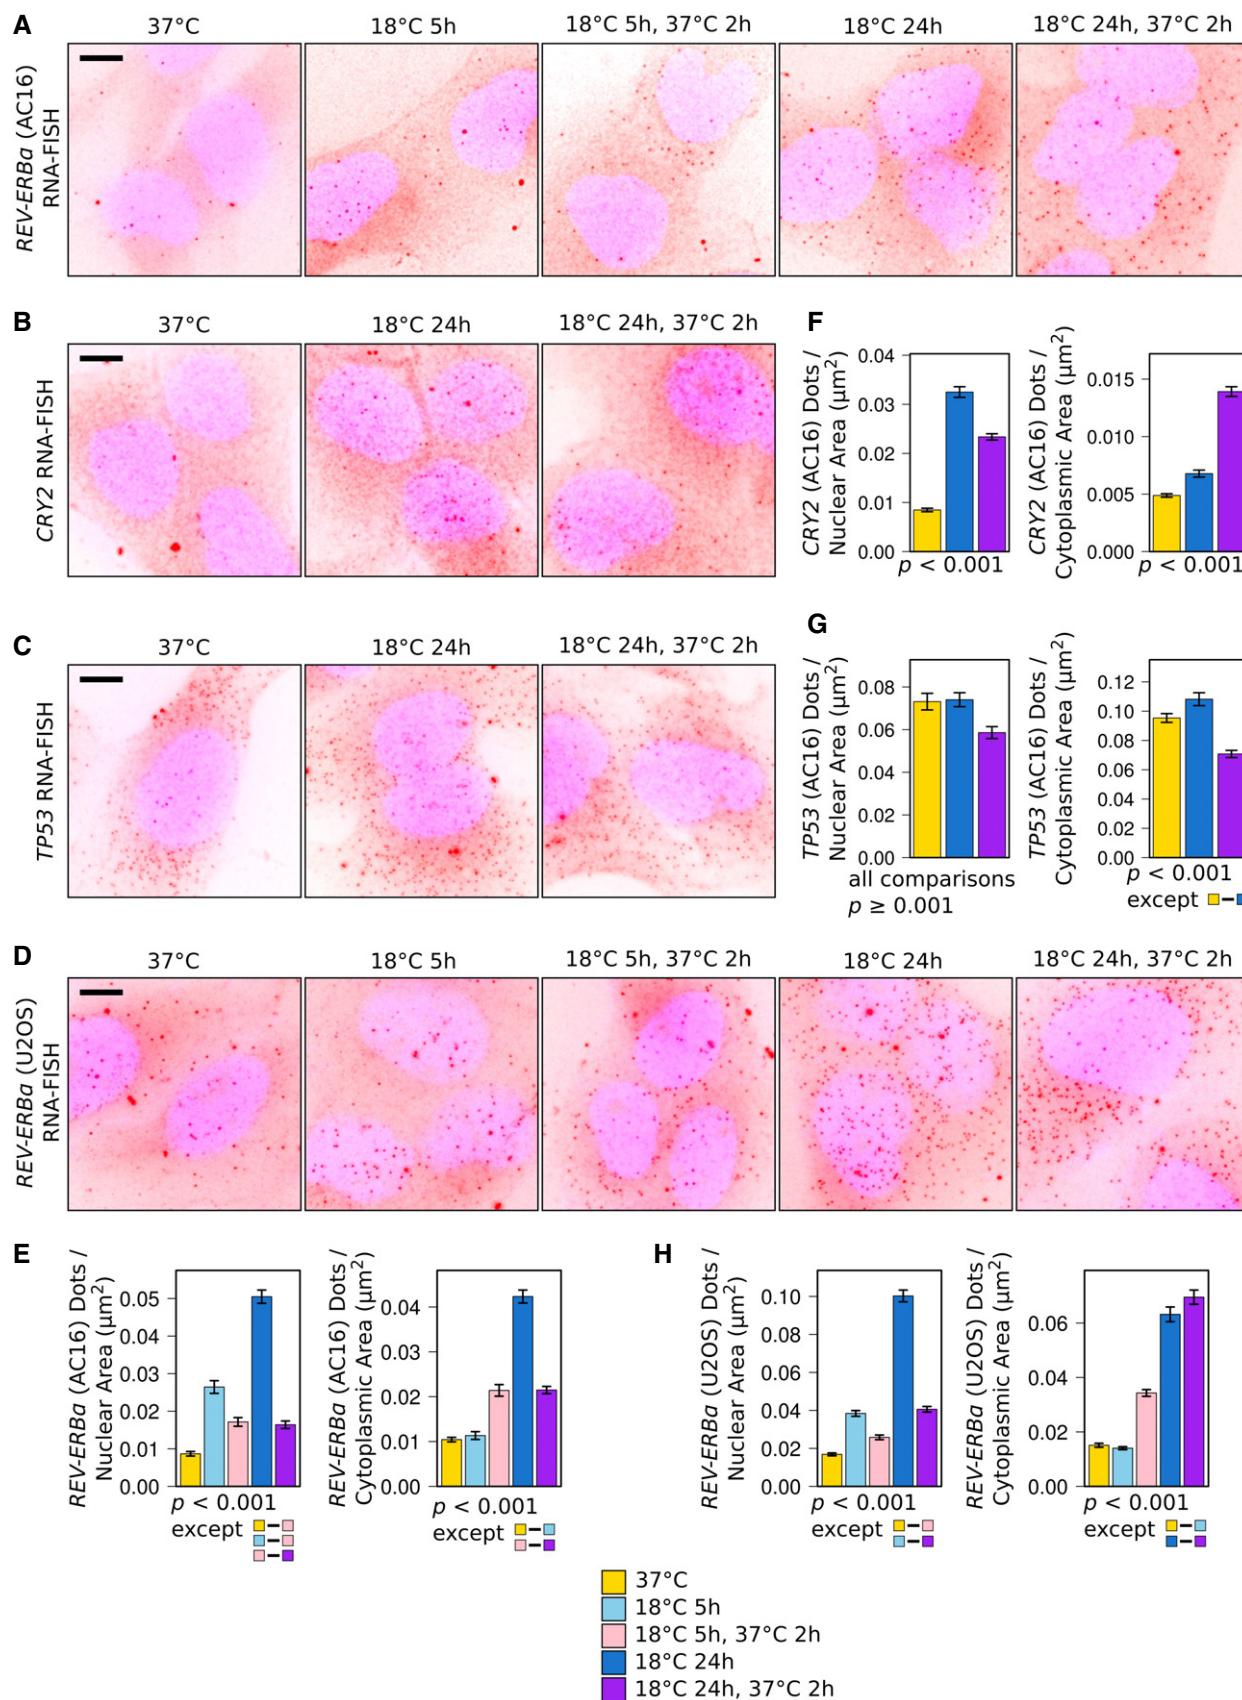 A
37°C
18°C 5h
18°C 5h, 37°C 2h
18°C 24h
18°C 24h, 37°C 2h
REV-ERBa (AC16)
RNA-FISH
B
37°C
18°C 24h
18°C 24h, 37°C 2h
CRY2 RNA-FISH
F
CRY2 (AC16) Dots /
Nuclear Area (µm²)
0.04
0.03
0.02
0.01
0.00
p < 0.001
CRY2 (AC16) Dots /
Cytoplasmic Area (µm²)
0.015
0.010
0.005
0.000
p < 0.001
C
37°C
18°C 24h
18°C 24h, 37°C 2h
TP53 RNA-FISH
G
TP53 (AC16) Dots /
Nuclear Area (µm²)
0.08
0.06
0.04
0.02
0.00
all comparisons
p ≥ 0.001
TP53 (AC16) Dots /
Cytoplasmic Area (µm²)
0.12
0.10
0.08
0.06
0.04
0.02
0.00
p < 0.001
except
D
37°C
18°C 5h
18°C 5h, 37°C 2h
18°C 24h
18°C 24h, 37°C 2h
REV-ERBa (U2OS)
RNA-FISH
E
REV-ERBa (AC16) Dots /
Nuclear Area (µm²)
0.05
0.04
0.03
0.02
0.01
0.00
p < 0.001
except
REV-ERBa (AC16) Dots /
Cytoplasmic Area (µm²)
0.04
0.03
0.02
0.01
0.00
p < 0.001
except
H
REV-ERBa (U2OS) Dots /
Nuclear Area (µm²)
0.10
0.08
0.06
0.04
0.02
0.00
p < 0.001
except
REV-ERBa (U2OS) Dots /
Cytoplasmic Area (µm²)
0.06
0.04
0.02
0.00
p < 0.001
except
37°C
18°C 5h
18°C 5h, 37°C 2h
18°C 24h
18°C 24h, 37°C 2h